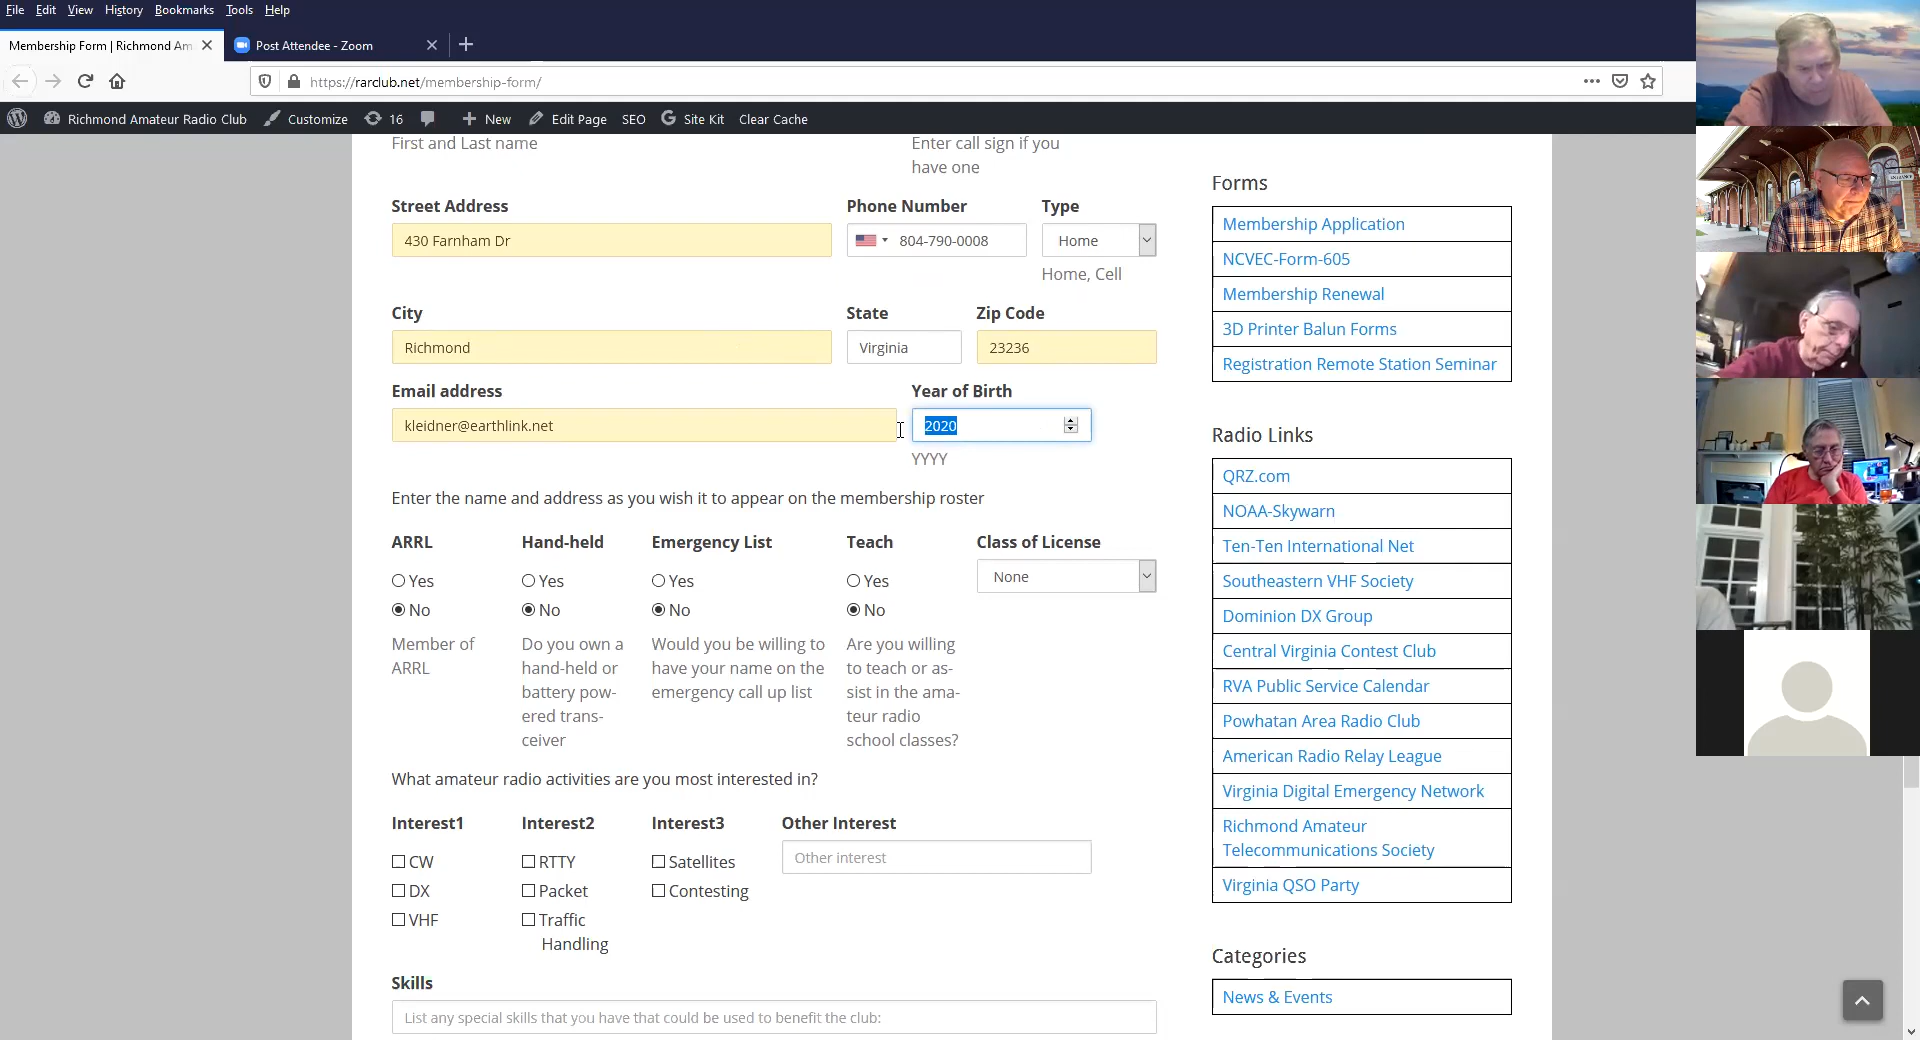 File Edit View History Bookmarks Tools Help
Membership Form | Richmond Am
Post Attendee - Zoom
https://rarclub.net/membership-form/
Richmond Amateur Radio Club Customize 16 New Edit Page SEO Site Kit Clear Cache
First and Last name
Enter call sign if you
have one
Street Address
Phone Number
Type
430 Farnham Dr
804-790-0008
Home
Home, Cell
City
State
Zip Code
Richmond
Virginia
23236
Email address
Year of Birth
kleidner@earthlink.net
2020
YYYY
Enter the name and address as you wish it to appear on the membership roster
ARRL
Yes
No
Member of
ARRL
Hand-held
Yes
No
Do you own a
hand-held or
battery pow-
ered trans-
ceiver
Emergency List
Yes
No
Would you be willing to
have your name on the
emergency call up list
Teach
Yes
No
Are you willing
to teach or as-
sist in the ama-
teur radio
school classes?
Class of License
None
What amateur radio activities are you most interested in?
Interest1
CW
DX
VHF
Interest2
RTTY
Packet
Traffic
Handling
Interest3
Satellites
Contesting
Other Interest
Other interest
Skills
List any special skills that you have that could be used to benefit the club:
Forms
Membership Application
NCVEC-Form-605
Membership Renewal
3D Printer Balun Forms
Registration Remote Station Seminar
Radio Links
QRZ.com
NOAA-Skywarn
Ten-Ten International Net
Southeastern VHF Society
Dominion DX Group
Central Virginia Contest Club
RVA Public Service Calendar
Powhatan Area Radio Club
American Radio Relay League
Virginia Digital Emergency Network
Richmond Amateur
Telecommunications Society
Virginia QSO Party
Categories
News & Events
ENTRANCE